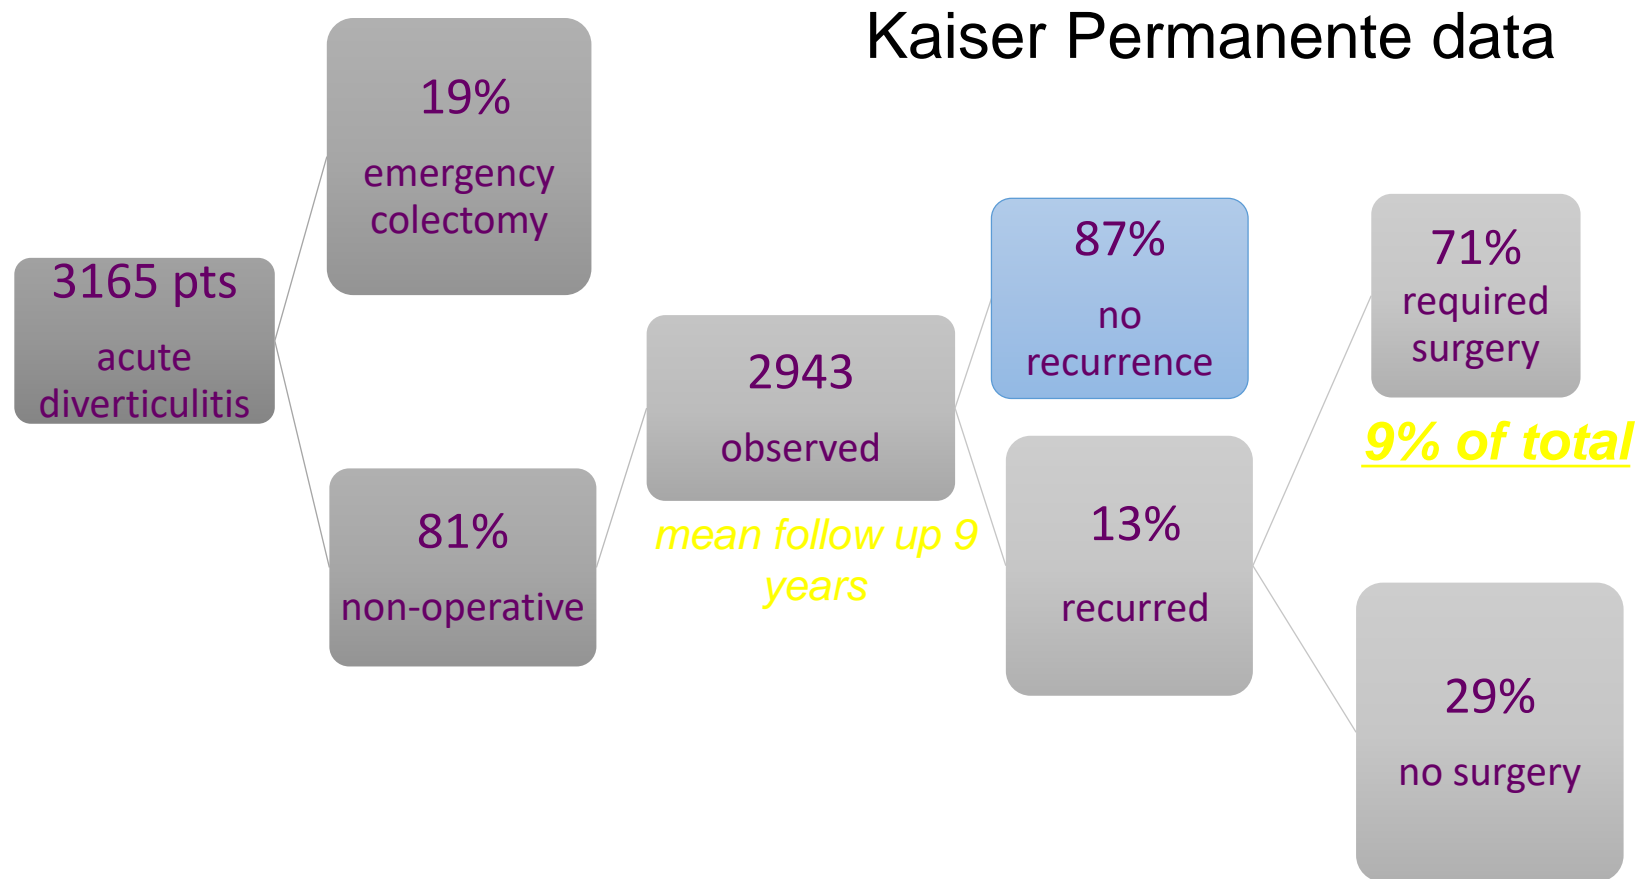 Kaiser Permanente data
3165 pts
acute
diverticulitis
19%
emergency
colectomy
81%
non-operative
2943
observed
mean follow up 9
years
87%
no
recurrence
13%
recurred
71%
required
surgery
9% of total
29%
no surgery